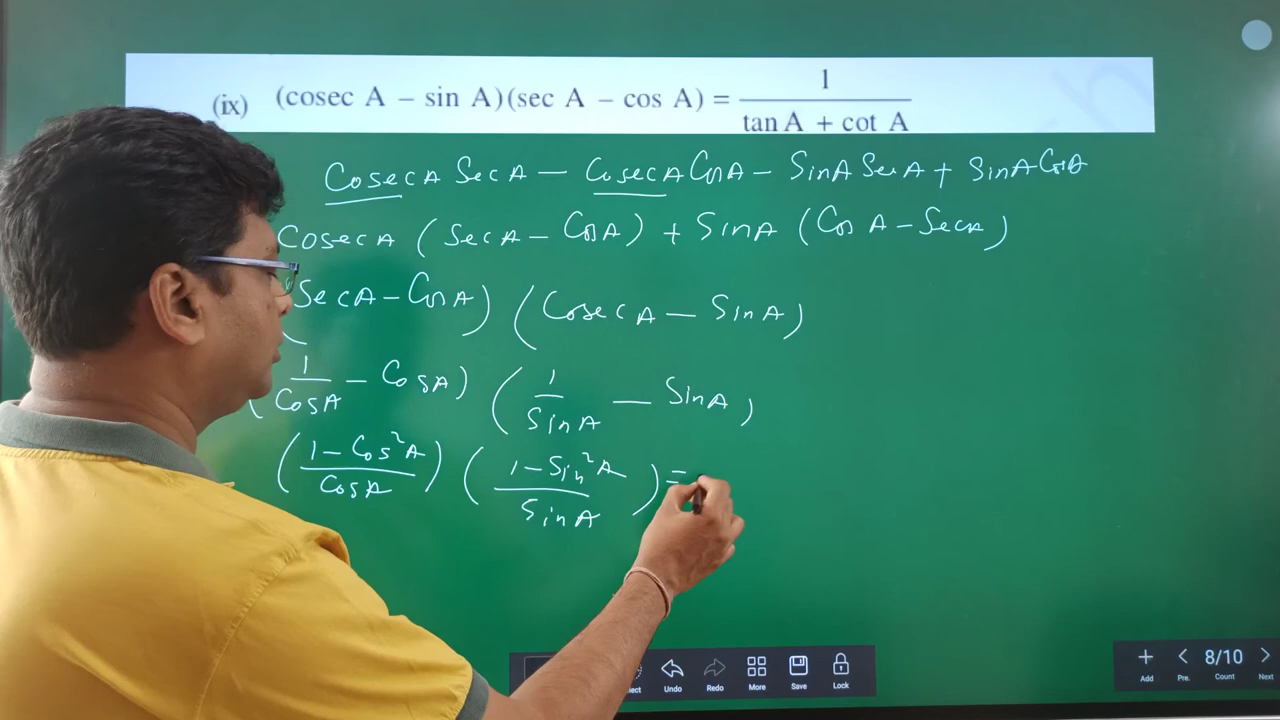 (ix) (cosec A – sin A)(sec A – cos A) = 1 / (tan A + cot A)
CosecA SecA – CosecA CosA – SinA SecA + SinA CosA
CosecA (SecA – CosA) + SinA (Cos A – SecA)
(SecA – CosA) (CosecA – SinA)
(1/CosA – CosA) (1/SinA – SinA)
((1 – Cos²A)/CosA) ((1 – Sin²A)/SinA) =
Undo Redo More Save Lock
+ < 8/10 >
Add Pre. Count Next